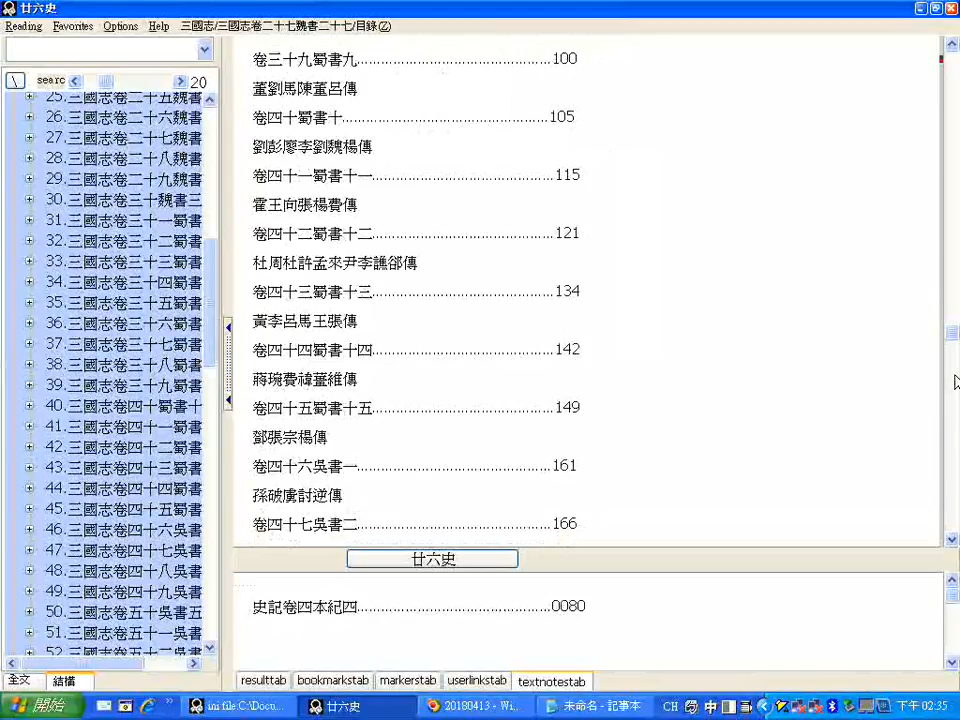 廿六史
Reading Favorites Options Help 三國志/三國志卷二十七魏書二十七/目錄(Z)
\ searc 20
25.三國志卷二十五魏書
26.三國志卷二十六魏書
27.三國志卷二十七魏書
28.三國志卷二十八魏書
29.三國志卷二十九魏書
30.三國志卷三十魏書三
31.三國志卷三十一蜀書
32.三國志卷三十二蜀書
33.三國志卷三十三蜀書
34.三國志卷三十四蜀書
35.三國志卷三十五蜀書
36.三國志卷三十六蜀書
37.三國志卷三十七蜀書
38.三國志卷三十八蜀書
39.三國志卷三十九蜀書
40.三國志卷四十蜀書十
41.三國志卷四十一蜀書
42.三國志卷四十二蜀書
43.三國志卷四十三蜀書
44.三國志卷四十四蜀書
45.三國志卷四十五蜀書
46.三國志卷四十六吳書
47.三國志卷四十七吳書
48.三國志卷四十八吳書
49.三國志卷四十九吳書
50.三國志卷五十吳書五
51.三國志卷五十一吳書
52.三國志卷五十二吳書
全文 結構
卷三十九蜀書九............................................100
董劉馬陳董呂傳
卷四十蜀書十..............................................105
劉彭廖李劉魏楊傳
卷四十一蜀書十一........................................115
霍王向張楊費傳
卷四十二蜀書十二........................................121
杜周杜許孟來尹李譙郤傳
卷四十三蜀書十三........................................134
黃李呂馬王張傳
卷四十四蜀書十四........................................142
蔣琬費禕薑維傳
卷四十五蜀書十五........................................149
鄧張宗楊傳
卷四十六吳書一............................................161
孫破虜討逆傳
卷四十七吳書二............................................166
廿六史
史記卷四本紀四............................................0080
resulttab bookmarkstab markerstab userlinkstab textnotestab
開始 ini file C:\Docu... 廿六史 20180413 - Wi... 未命名 - 記事本 CH 中 下午 02:35